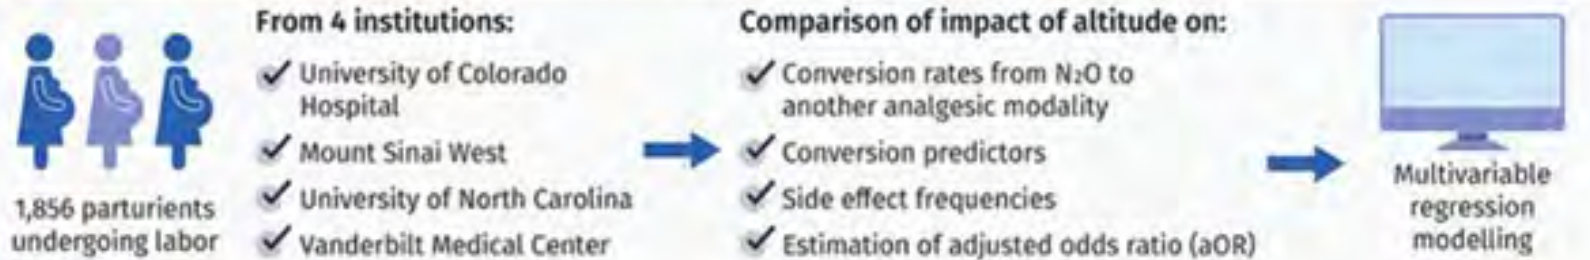 1,856 parturients
undergoing labor
From 4 institutions:
University of Colorado
Hospital
Mount Sinai West
University of North Carolina
Vanderbilt Medical Center
Comparison of impact of altitude on:
Conversion rates from N₂O to
another analgesic modality
Conversion predictors
Side effect frequencies
Estimation of adjusted odds ratio (aOR)
Multivariable
regression
modelling